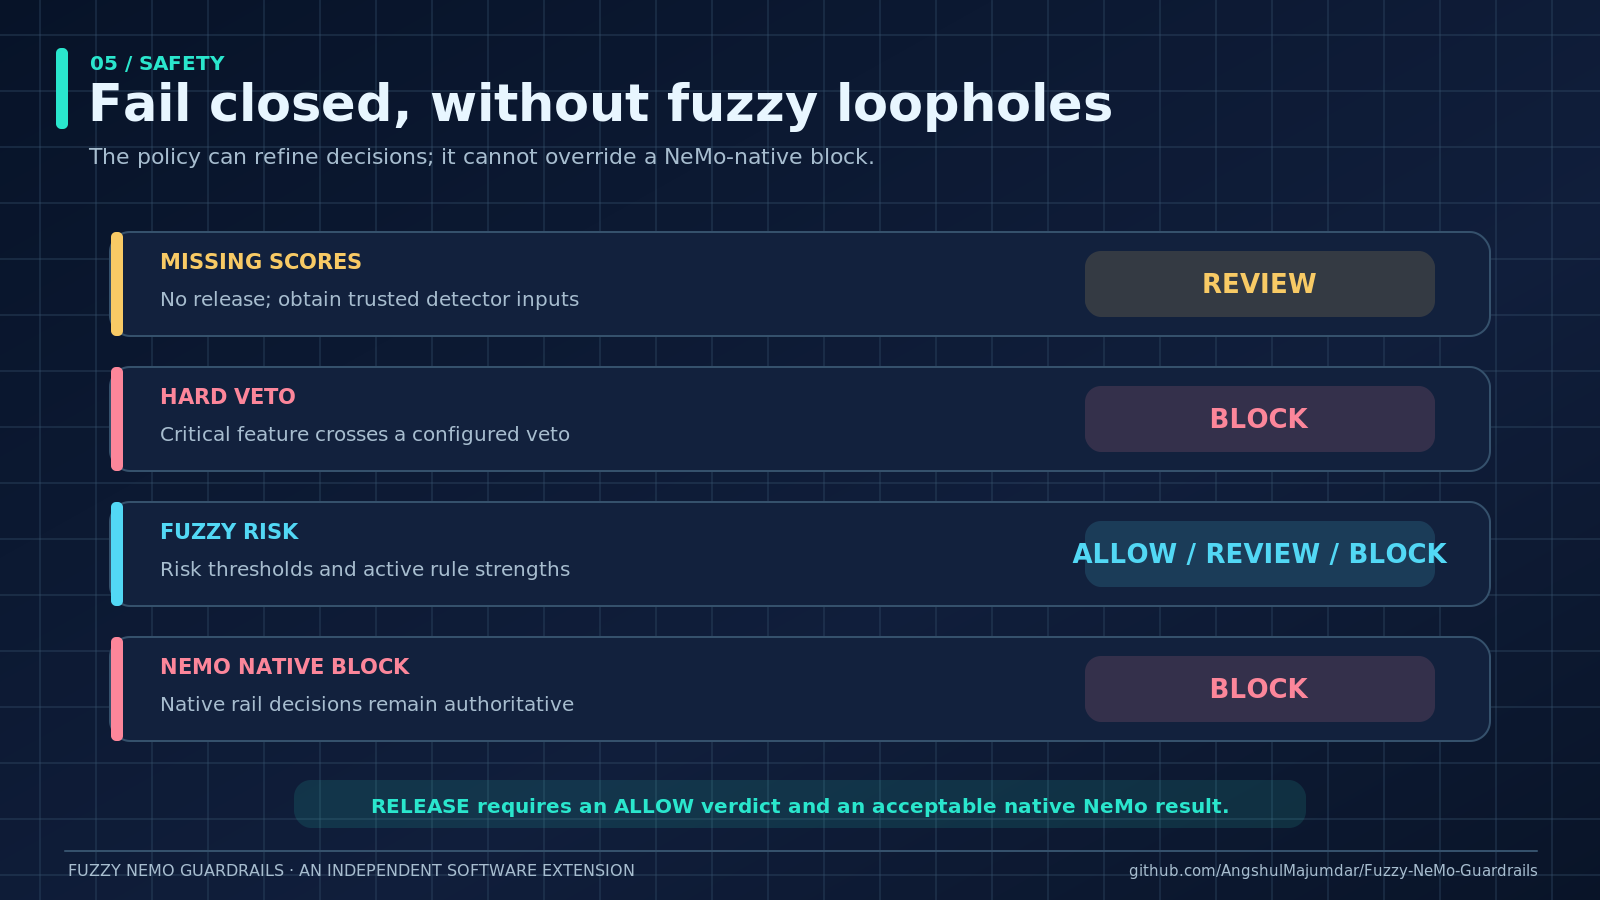 05 / SAFETY
Fail closed, without fuzzy loopholes
The policy can refine decisions; it cannot override a NeMo-native block.
MISSING SCORES
No release; obtain trusted detector inputs
REVIEW
HARD VETO
Critical feature crosses a configured veto
BLOCK
FUZZY RISK
Risk thresholds and active rule strengths
ALLOW / REVIEW / BLOCK
NEMO NATIVE BLOCK
Native rail decisions remain authoritative
BLOCK
RELEASE requires an ALLOW verdict and an acceptable native NeMo result.
FUZZY NEMO GUARDRAILS · AN INDEPENDENT SOFTWARE EXTENSION
github.com/AngshulMajumdar/Fuzzy-NeMo-Guardrails